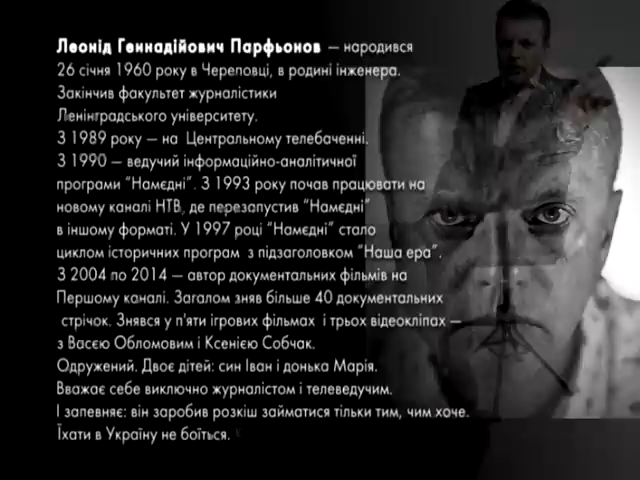 Леонід Геннадійович Парфьонов — народився
26 січня 1960 року в Череповці, в родині інженера.
Закінчив факультет журналістики
Ленінградського університету.
З 1989 року — на Центральному телебаченні.
З 1990 — ведучий інформаційно-аналітичної
програми "Намєдні". З 1993 року почав працювати на
новому каналі НТВ, де перезапустив "Намєдні"
в іншому форматі. У 1997 році "Намєдні" стало
циклом історичних програм з підзаголовком "Наша ера".
З 2004 по 2014 — автор документальних фільмів на
Першому каналі. Загалом зняв більше 40 документальних
стрічок. Знявся у п'яти ігрових фільмах і трьох відеокліпах —
з Васєю Обломовим і Ксенією Собчак.
Одружений. Двоє дітей: син Іван і донька Марія.
Вважає себе виключно журналістом і телеведучим.
І запевняє: він заробив розкіш займатися тільки тим, чим хоче.
Їхати в Україну не боїться.